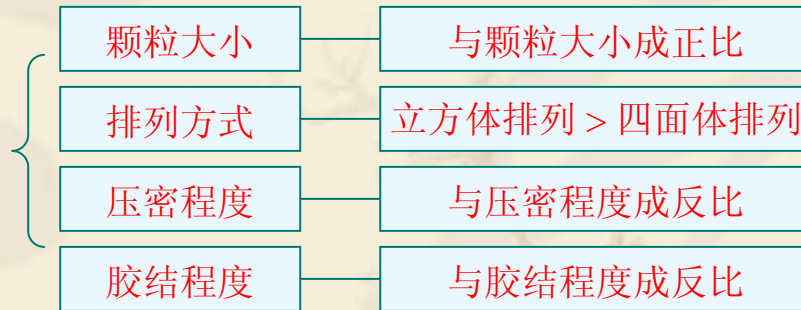 颗粒大小 与颗粒大小成正比
排列方式 立方体排列 > 四面体排列
压密程度 与压密程度成反比
胶结程度 与胶结程度成反比